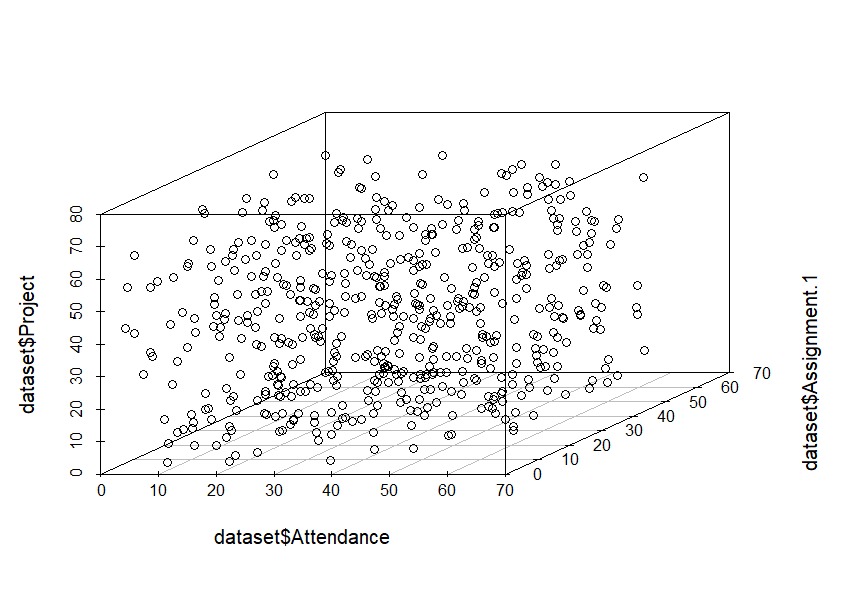 dataset$Project
80
70
60
50
40
30
20
10
0
0 10 20 30 40 50 60 70
dataset$Attendance
0 10 20 30 40 50 60 70
dataset$Assignment.1